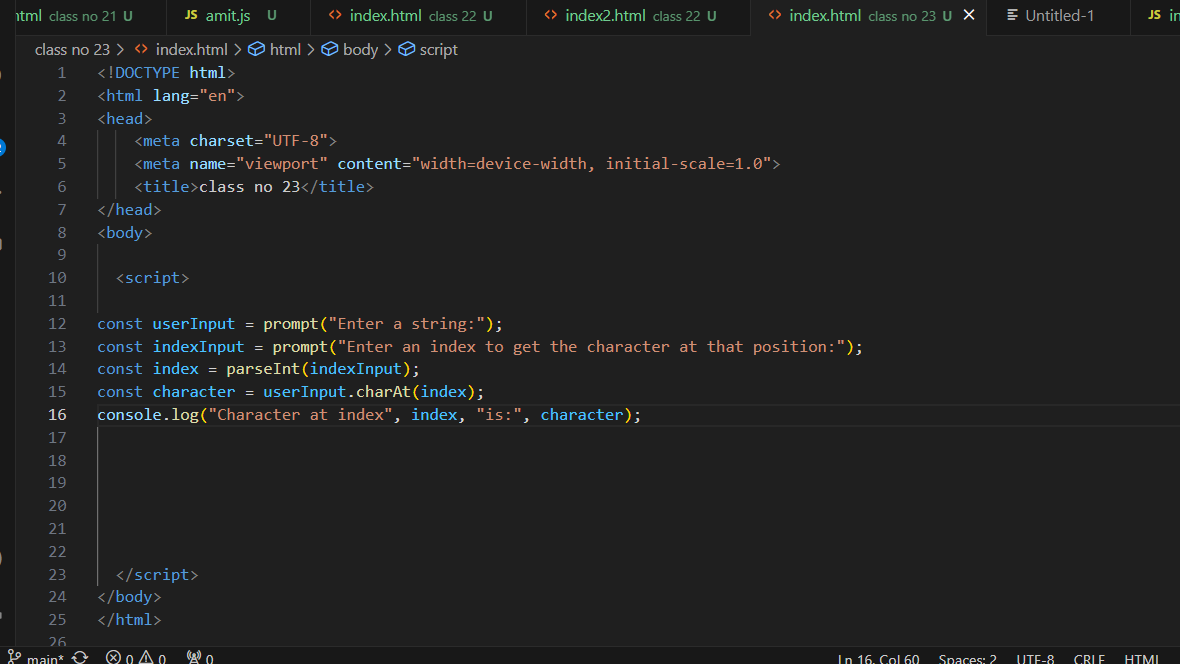 html class no 21 U JS amit.js U <> index.html class 22 U <> index2.html class 22 U <> index.html class no 23 U Untitled-1 JS in
class no 23 > <> index.html > html > body > script
1 <!DOCTYPE html>
2 <html lang="en">
3 <head>
4 <meta charset="UTF-8">
5 <meta name="viewport" content="width=device-width, initial-scale=1.0">
6 <title>class no 23</title>
7 </head>
8 <body>
9
10 <script>
11
12 const userInput = prompt("Enter a string:");
13 const indexInput = prompt("Enter an index to get the character at that position:");
14 const index = parseInt(indexInput);
15 const character = userInput.charAt(index);
16 console.log("Character at index", index, "is:", character);
17
18
19
20
21
22
23 </script>
24 </body>
25 </html>
26
main* 0 0 0 Ln 16, Col 60 Spaces: 2 UTF-8 CRLF HTML